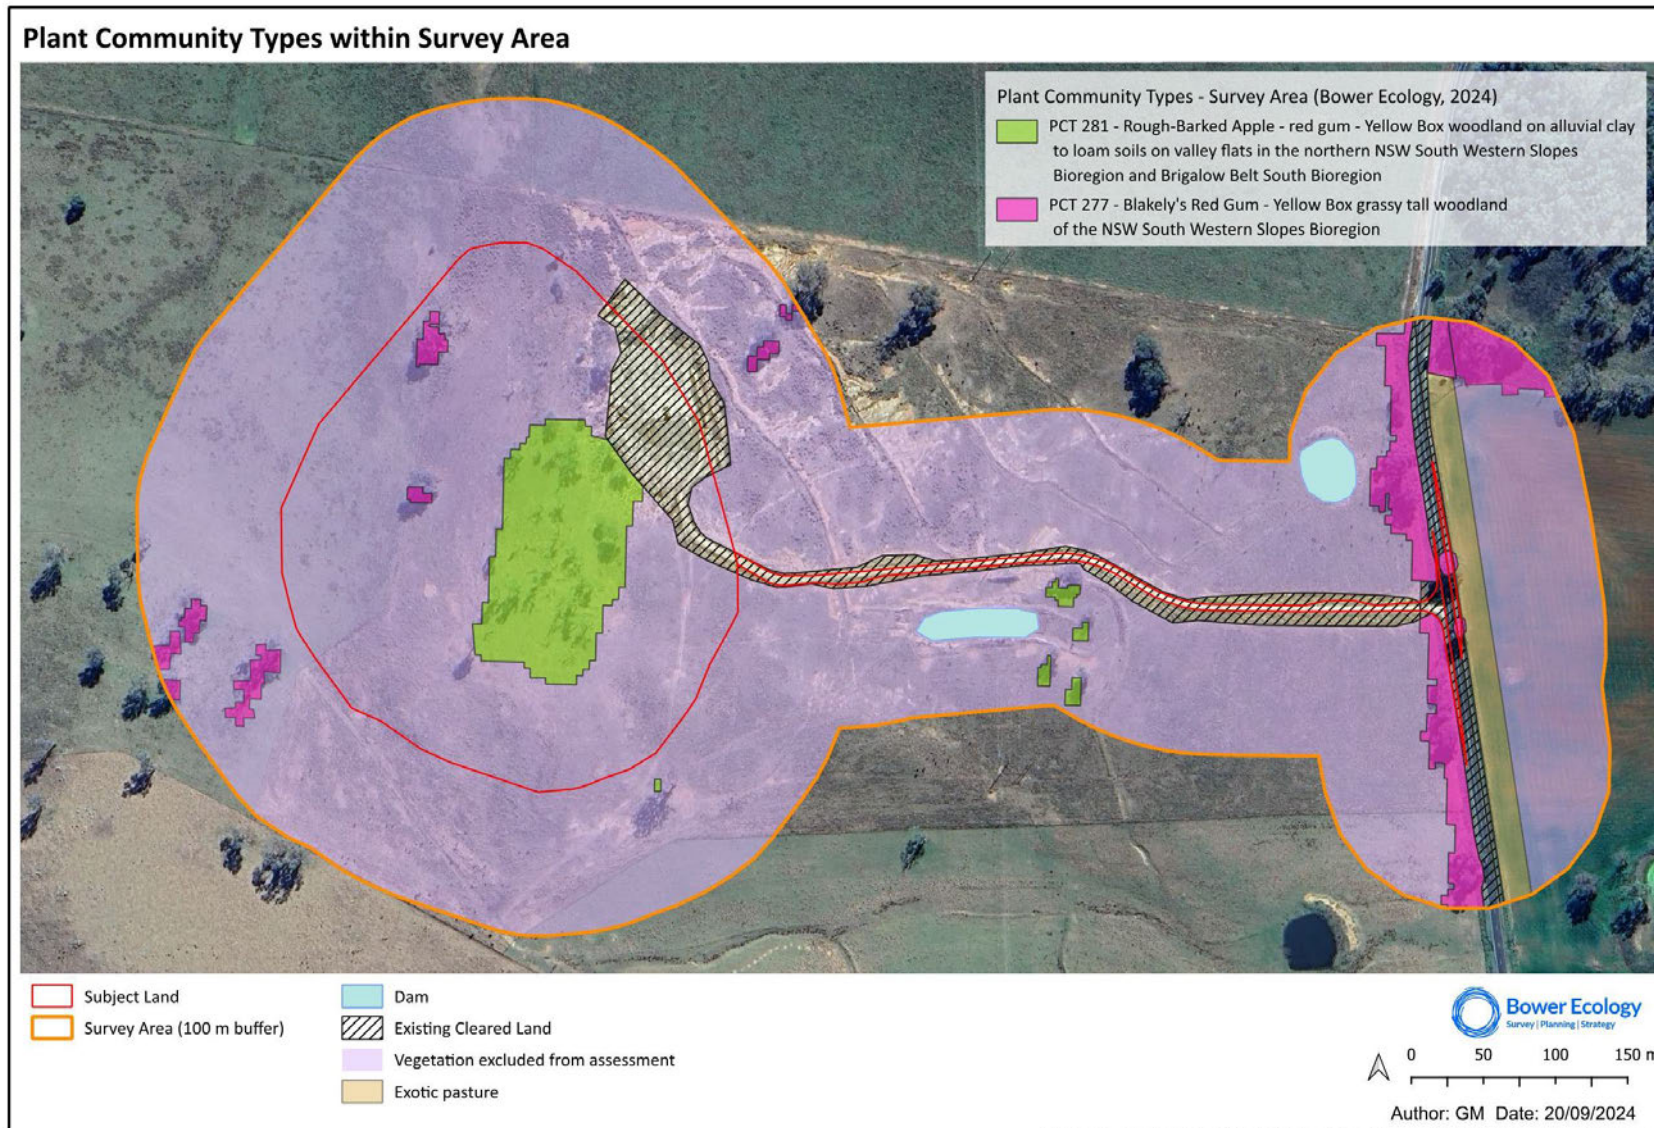 Plant Community Types within Survey Area
Plant Community Types - Survey Area (Bower Ecology, 2024)
PCT 281 - Rough-Barked Apple - red gum - Yellow Box woodland on alluvial clay
to loam soils on valley flats in the northern NSW South Western Slopes
Bioregion and Brigalow Belt South Bioregion
PCT 277 - Blakely's Red Gum - Yellow Box grassy tall woodland
of the NSW South Western Slopes Bioregion
Subject Land
Survey Area (100 m buffer)
Dam
Existing Cleared Land
Vegetation excluded from assessment
Exotic pasture
Bower Ecology
Survey | Planning | Strategy
0 50 100 150 m
Author: GM Date: 20/09/2024